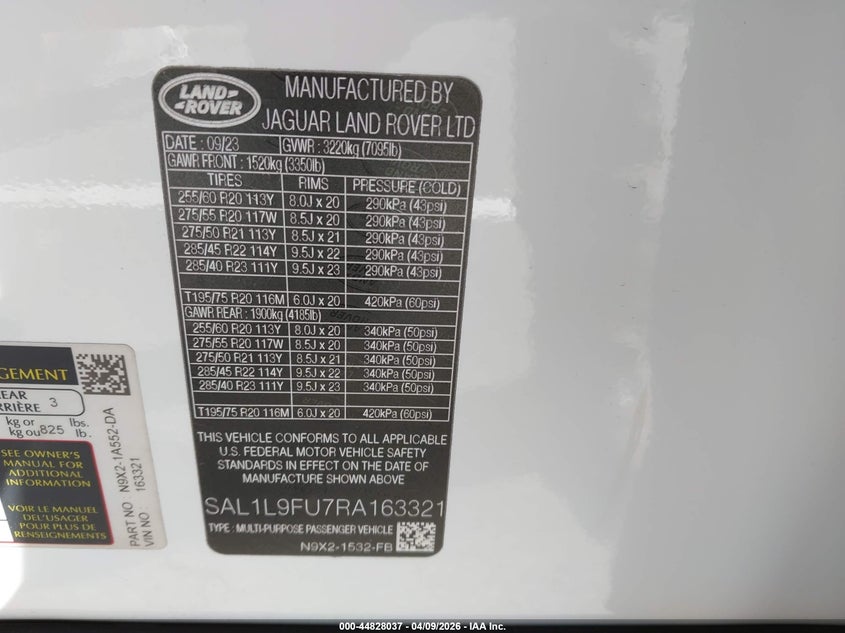 LAND
ROVER
MANUFACTURED BY
JAGUAR LAND ROVER LTD
DATE : 09/23 GVWR : 3220kg (7095lb)
GAWR FRONT : 1520kg (3350lb)
TIRES RIMS PRESSURE (COLD)
255/60 R20 113Y 8.0J x 20 290kPa (43psi)
275/55 R20 117W 8.5J x 20 290kPa (43psi)
275/50 R21 113Y 8.5J x 21 290kPa (43psi)
285/45 R22 114Y 9.5J x 22 290kPa (43psi)
285/40 R23 111Y 9.5J x 23 290kPa (43psi)
T195/75 R20 116M 6.0J x 20 420kPa (60psi)
GAWR REAR : 1900kg (4185lb)
255/60 R20 113Y 8.0J x 20 340kPa (50psi)
275/55 R20 117W 8.5J x 20 340kPa (50psi)
275/50 R21 113Y 8.5J x 21 340kPa (50psi)
285/45 R22 114Y 9.5J x 22 340kPa (50psi)
285/40 R23 111Y 9.5J x 23 340kPa (50psi)
T195/75 R20 116M 6.0J x 20 420kPa (60psi)
THIS VEHICLE CONFORMS TO ALL APPLICABLE
U.S. FEDERAL MOTOR VEHICLE SAFETY
STANDARDS IN EFFECT ON THE DATE OF
MANUFACTURE SHOWN ABOVE
SAL1L9FU7RA163321
TYPE : MULTI-PURPOSE PASSENGER VEHICLE
N9X2-1532-FB
GEMENT
EAR
RRIÈRE 3
kg or lbs.
kg ou 825 lb.
SEE OWNER'S
MANUAL FOR
ADDITIONAL
INFORMATION
VOIR LE MANUEL
DEL'USAGER
POUR PLUS DE
RENSEIGNEMENTS
PART NO N9X2-1A552-DA
VIN NO : 163321
000-44828037 - 04/09/2026 - IAA Inc.